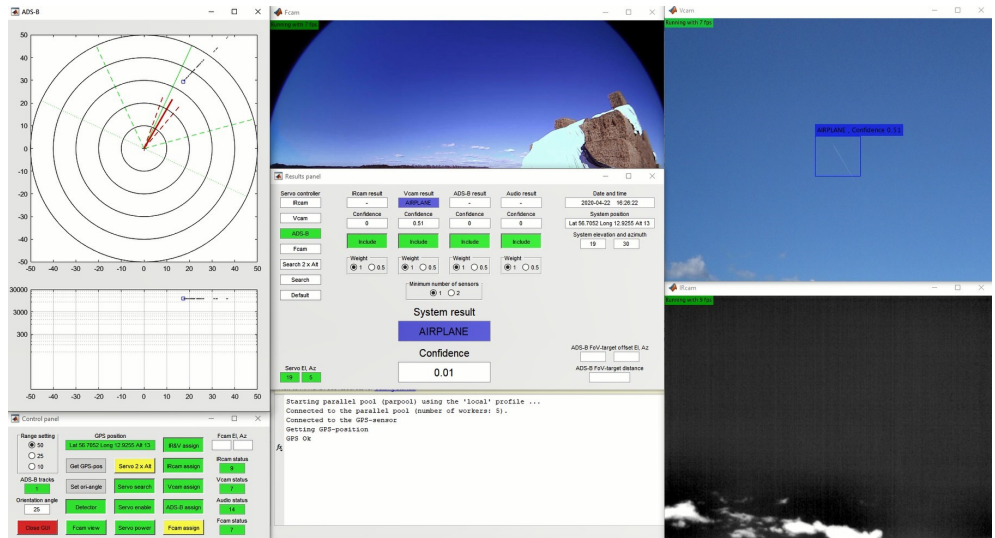 ADS-B
50
40
30
20
10
0
-10
-20
-30
-40
-50
-50 -40 -30 -20 -10 0 10 20 30 40 50
30000
3000
300
-50 -40 -30 -20 -10 0 10 20 30 40 50
Control panel
Range setting
50
25
10
ADS-B tracks
1
Orientation angle
25
Close GUI
GPS position
Lat 56.7052 Long 12.9255 Alt 13
Get GPS-pos
Servo 2 x Alt
Set ori-angle
Servo search
Detector
Servo enable
Fcam view
Servo power
IR&V assign
IRcam assign
Vcam assign
ADS-B assign
Fcam assign
Fcam El, Az
IRcam status
9
Vcam status
7
Audio status
14
Fcam status
7
Fcam
Running with 7 fps
Results panel
Servo controller
IRcam
Vcam
ADS-B
Fcam
Search 2 x Alt
Search
Default
Servo El, Az
19 5
IRcam result Vcam result ADS-B result Audio result
- AIRPLANE - -
Confidence Confidence Confidence Confidence
0 0.51 0 0
Include Include Include Include
Weight Weight Weight Weight
1 0.5 1 0.5 1 0.5 1 0.5
Minimum number of sensors
1 2
System result
AIRPLANE
Confidence
0.01
Date and time
2020-04-22 16:26:22
System position
Lat 56.7052 Long 12.9255 Alt 13
System elevation and azimuth
19 30
ADS-B FoV-target offset El, Az
ADS-B FoV-target distance
Starting parallel pool (parpool) using the 'local' profile ...
Connected to the parallel pool (number of workers: 5).
Connected to the GPS-sensor
Getting GPS-position
GPS Ok
fx
Vcam
Running with 7 fps
AIRPLANE , Confidence 0.51
IRcam
Running with 9 fps